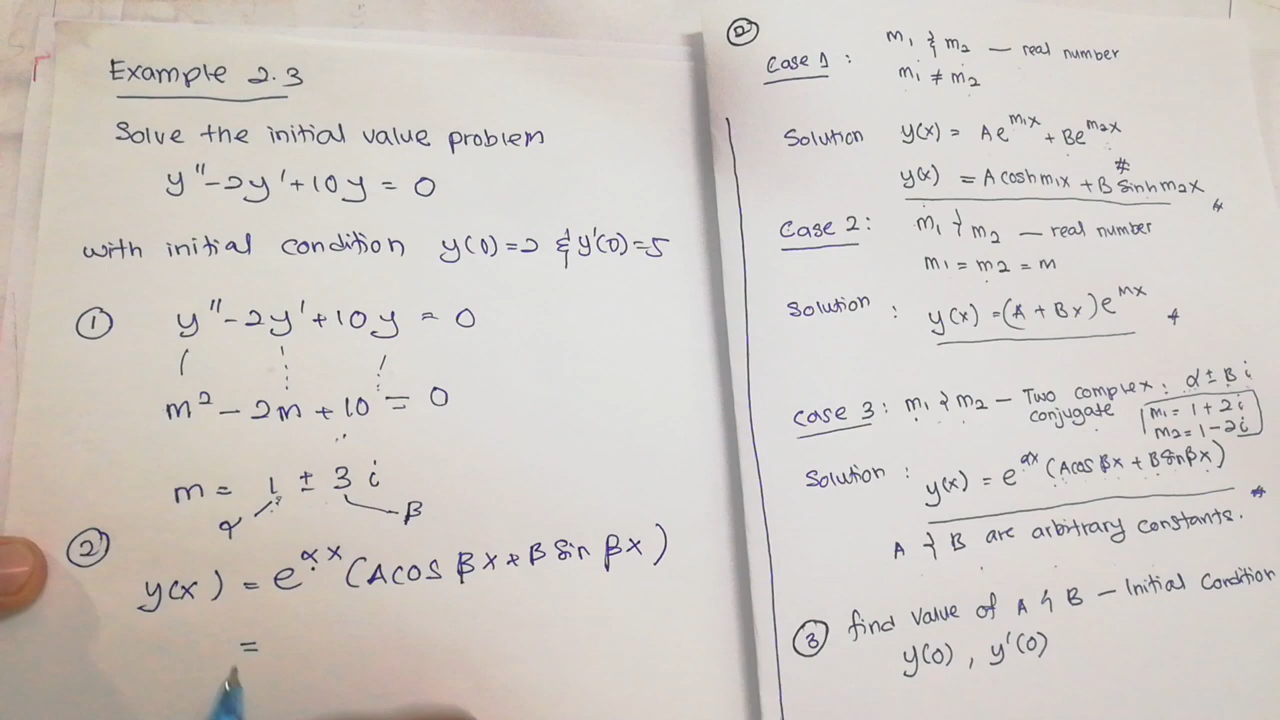 Example 2.3
Solve the initial value problem
y" - 2y' + 10y = 0
with initial condition y(0)=2 & y'(0)=5
① y" - 2y' + 10y = 0
m² - 2m + 10 = 0
m = 1 ± 3 i
α β
② y(x) = e^αx (A cos βx + B sin βx)
=
②
Case 1 : m₁ & m₂ — real number
m₁ ≠ m₂
Solution y(x) = Ae^m₁x + Be^m₂x
y(x) = A cosh m₁x + B sinh m₂x
Case 2 : m₁ & m₂ — real number
m₁ = m₂ = m
Solution : y(x) = (A + Bx) e^mx
Case 3 : m₁ & m₂ — Two complex : α ± β i
conjugate
m₁ = 1 + 2i
m₂ = 1 - 2i
Solution : y(x) = e^αx (A cos βx + B sin βx)
A & B are arbitrary constants.
③ find value of A & B — Initial Condition
y(0) , y'(0)